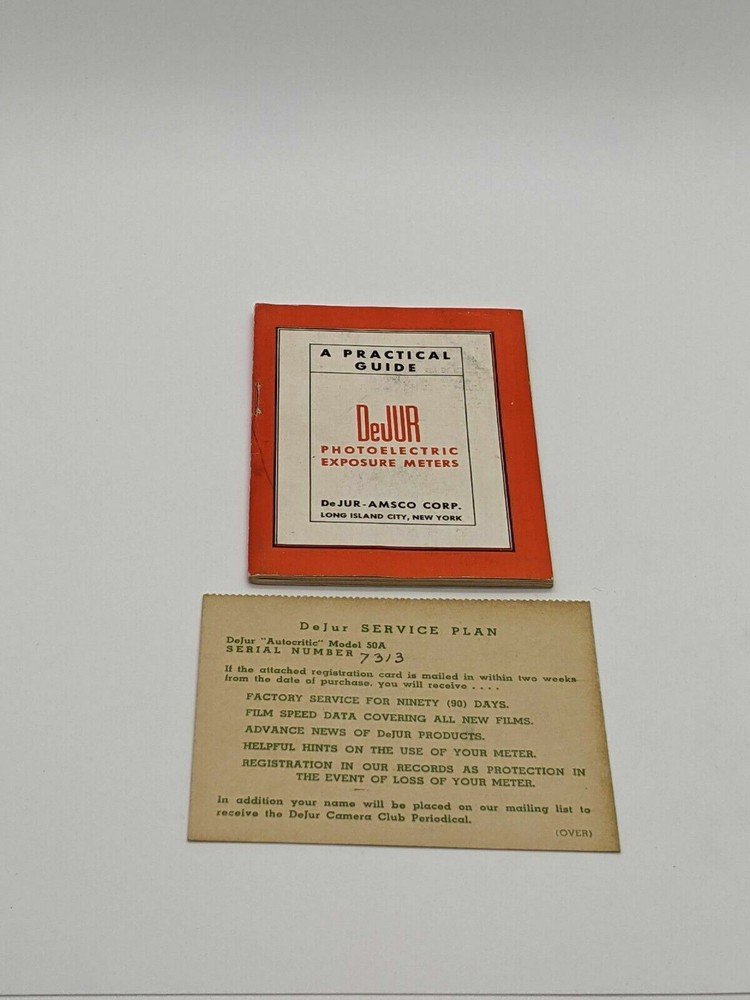 A PRACTICAL
GUIDE
DeJUR
PHOTOELECTRIC
EXPOSURE METERS
DeJUR-AMSCO CORP.
LONG ISLAND CITY, NEW YORK
DeJur SERVICE PLAN
DeJur "Autocritic" Model 50A
SERIAL NUMBER 7313
If the attached registration card is mailed in within two weeks
from the date of purchase, you will receive . . . .
FACTORY SERVICE FOR NINETY (90) DAYS.
FILM SPEED DATA COVERING ALL NEW FILMS.
ADVANCE NEWS OF DeJUR PRODUCTS.
HELPFUL HINTS ON THE USE OF YOUR METER.
REGISTRATION IN OUR RECORDS AS PROTECTION IN
THE EVENT OF LOSS OF YOUR METER.
In addition your name will be placed on our mailing list to
receive the DeJur Camera Club Periodical.
(OVER)